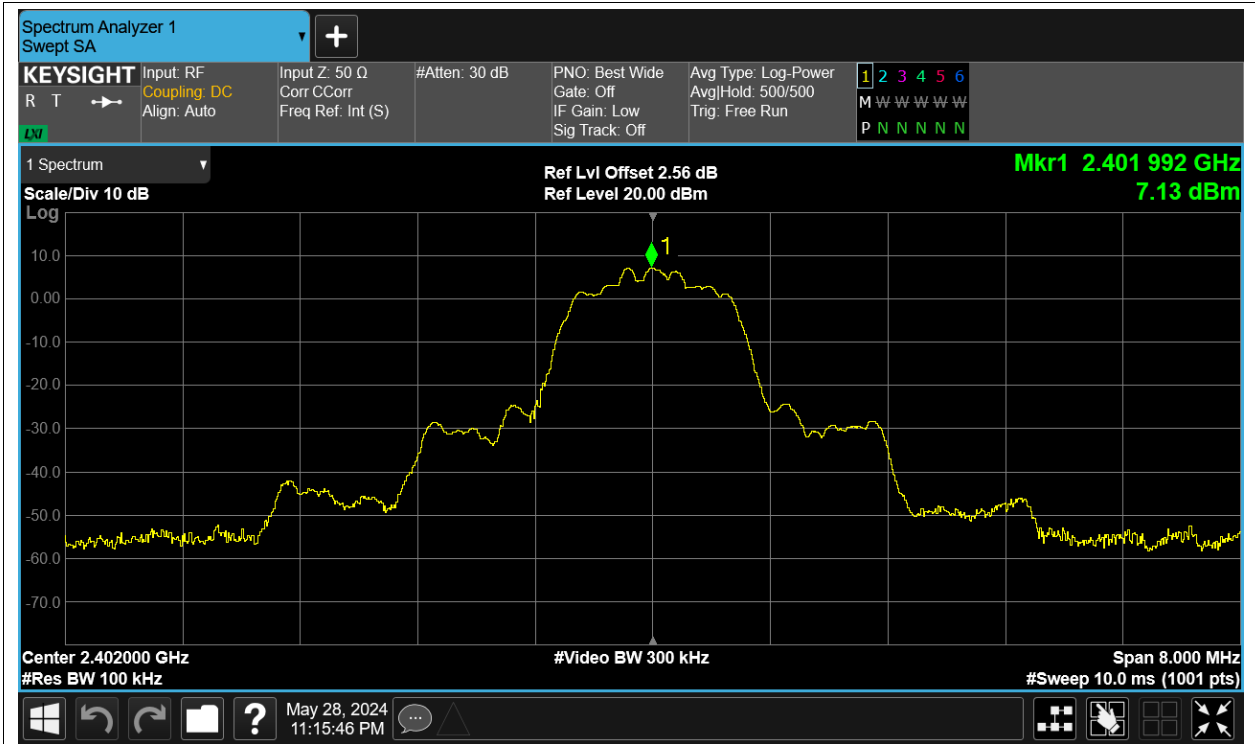 Spectrum Analyzer 1
Swept SA
KEYSIGHT
R T
LXI
Input: RF
Coupling: DC
Align: Auto
Input Z: 50 Ω
Corr CCorr
Freq Ref: Int (S)
#Atten: 30 dB
PNO: Best Wide
Gate: Off
IF Gain: Low
Sig Track: Off
Avg Type: Log-Power
Avg|Hold: 500/500
Trig: Free Run
1 2 3 4 5 6
M W W W W W
P N N N N N
1 Spectrum
Scale/Div 10 dB
Log
Ref Lvl Offset 2.56 dB
Ref Level 20.00 dBm
Mkr1 2.401 992 GHz
7.13 dBm
1
10.0
0.00
-10.0
-20.0
-30.0
-40.0
-50.0
-60.0
-70.0
Center 2.402000 GHz
#Res BW 100 kHz
#Video BW 300 kHz
Span 8.000 MHz
#Sweep 10.0 ms (1001 pts)
?
May 28, 2024
11:15:46 PM